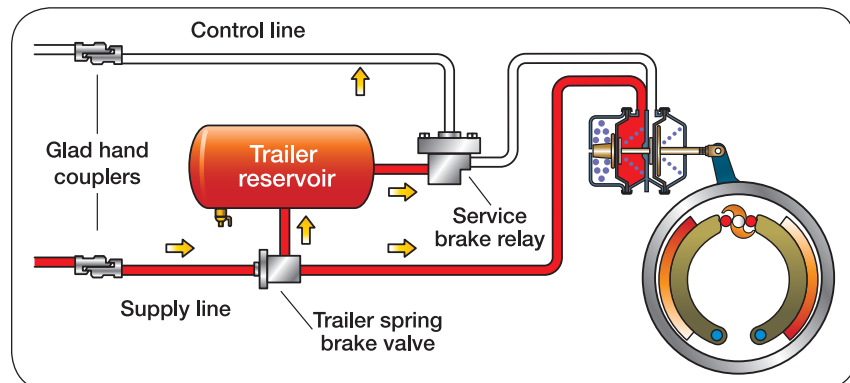 Control line
Glad hand
couplers
Trailer
reservoir
Service
brake relay
Supply line
Trailer spring
brake valve